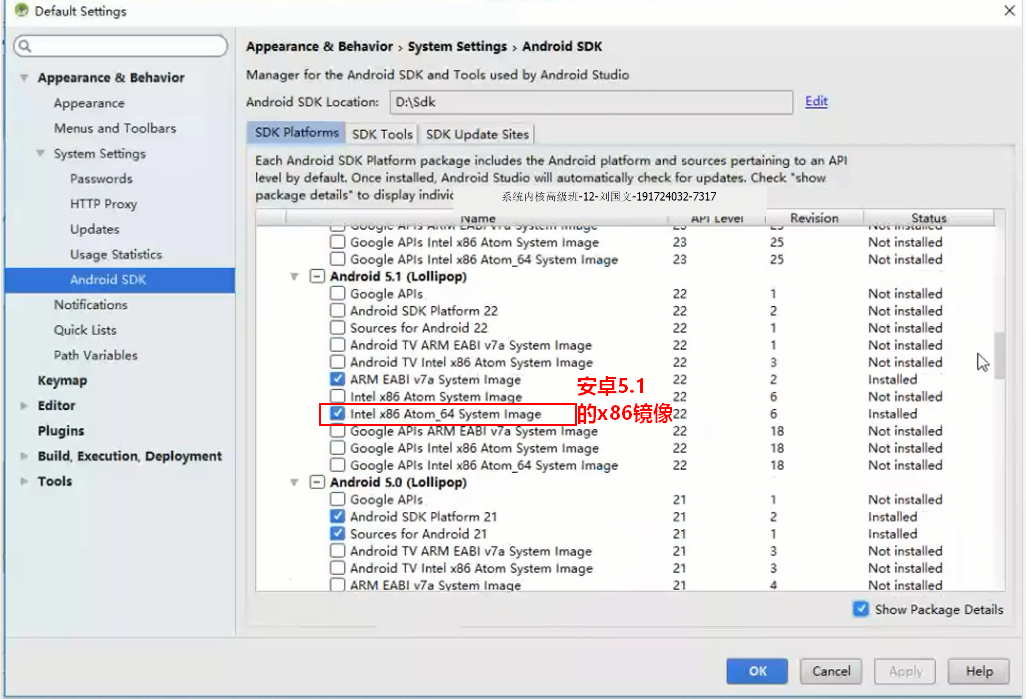 Default Settings
Appearance & Behavior › System Settings › Android SDK
Manager for the Android SDK and Tools used by Android Studio
Android SDK Location: D:\Sdk Edit
Appearance & Behavior
Appearance
Menus and Toolbars
System Settings
Passwords
HTTP Proxy
Updates
Usage Statistics
Android SDK
Notifications
Quick Lists
Path Variables
Keymap
Editor
Plugins
Build, Execution, Deployment
Tools
SDK Platforms SDK Tools SDK Update Sites
Each Android SDK Platform package includes the Android platform and sources pertaining to an API
level by default. Once installed, Android Studio will automatically check for updates. Check "show
package details" to display
系统内核高级班-12-刘国文-191724032-7317
Name API Level Revision Status
Google APIs ARM EABI v7a System Image 23 25 Not installed
Google APIs Intel x86 Atom System Image 23 25 Not installed
Google APIs Intel x86 Atom_64 System Image 23 25 Not installed
Android 5.1 (Lollipop)
Google APIs 22 1 Not installed
Android SDK Platform 22 22 2 Not installed
Sources for Android 22 22 1 Not installed
Android TV ARM EABI v7a System Image 22 1 Not installed
Android TV Intel x86 Atom System Image 22 3 Not installed
ARM EABI v7a System Image 22 2 Installed
Intel x86 Atom System Image 22 6 Not installed
Intel x86 Atom_64 System Image 22 6 Installed
安卓5.1
的x86镜像
Google APIs ARM EABI v7a System Image 22 18 Not installed
Google APIs Intel x86 Atom System Image 22 18 Not installed
Google APIs Intel x86 Atom_64 System Image 22 18 Not installed
Android 5.0 (Lollipop)
Google APIs 21 1 Not installed
Android SDK Platform 21 21 2 Installed
Sources for Android 21 21 1 Installed
Android TV ARM EABI v7a System Image 21 3 Not installed
Android TV Intel x86 Atom System Image 21 3 Not installed
ARM EABI v7a System Image 21 4 Not installed
Show Package Details
OK Cancel Apply Help